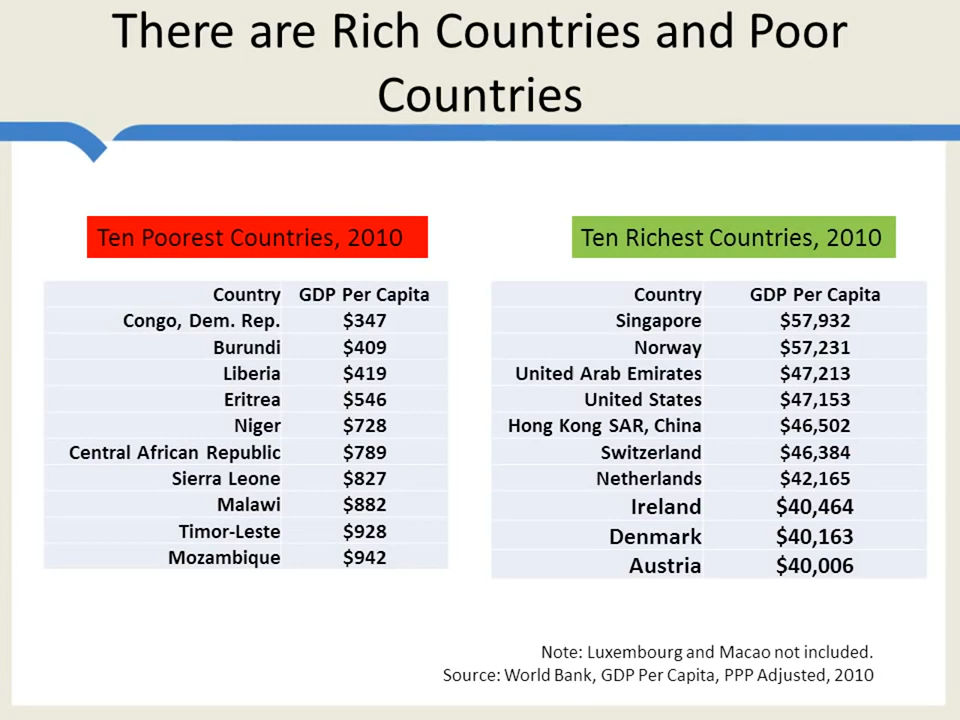 There are Rich Countries and Poor
Countries
Ten Poorest Countries, 2010
Country GDP Per Capita
Congo, Dem. Rep. $347
Burundi $409
Liberia $419
Eritrea $546
Niger $728
Central African Republic $789
Sierra Leone $827
Malawi $882
Timor-Leste $928
Mozambique $942
Ten Richest Countries, 2010
Country GDP Per Capita
Singapore $57,932
Norway $57,231
United Arab Emirates $47,213
United States $47,153
Hong Kong SAR, China $46,502
Switzerland $46,384
Netherlands $42,165
Ireland $40,464
Denmark $40,163
Austria $40,006
Note: Luxembourg and Macao not included.
Source: World Bank, GDP Per Capita, PPP Adjusted, 2010